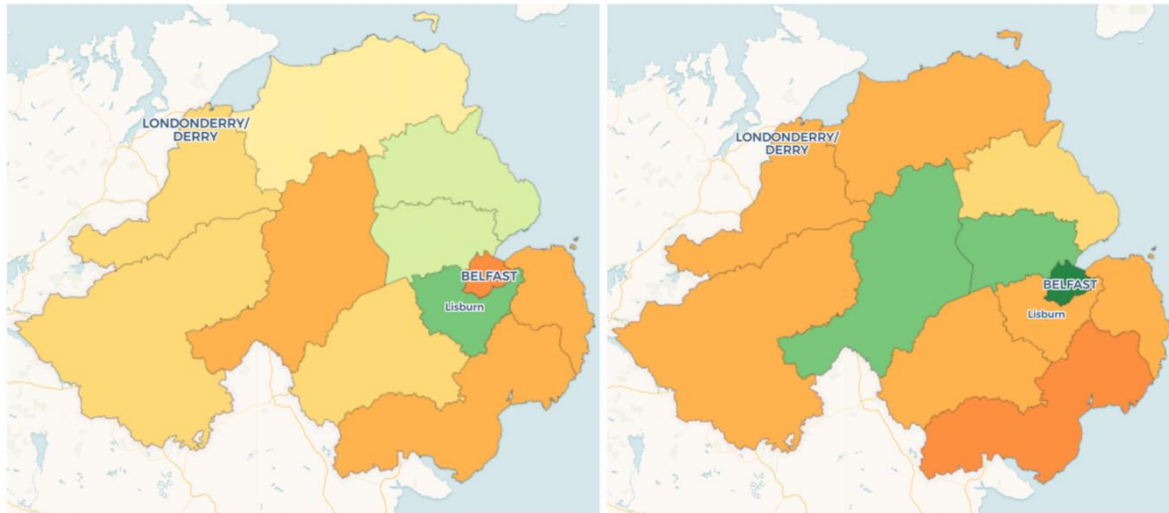 LONDONDERRY/
DERRY
BELFAST
Lisburn
LONDONDERRY/
DERRY
BELFAST
Lisburn